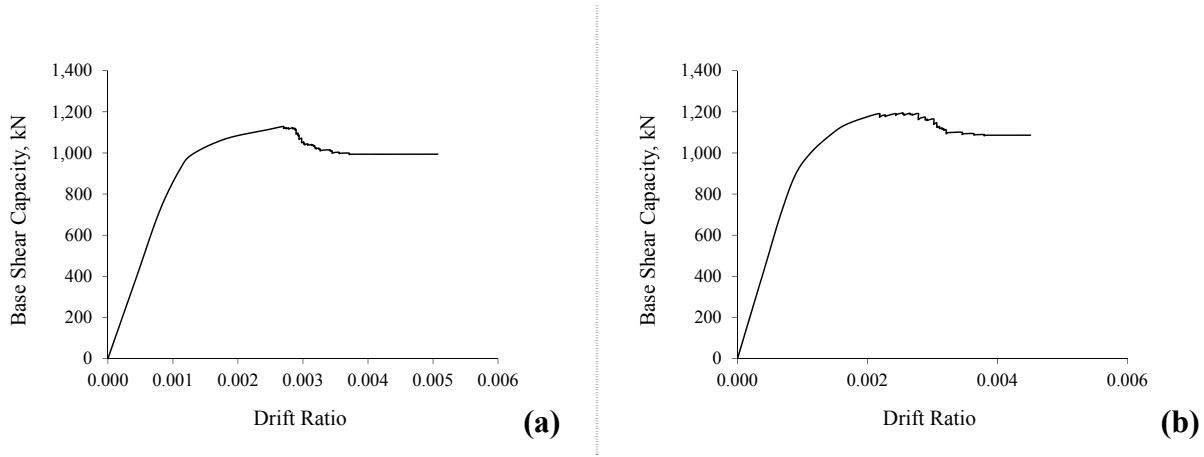 1,400
1,200
1,000
800
600
400
200
0
Base Shear Capacity, kN
0.000 0.001 0.002 0.003 0.004 0.005 0.006
Drift Ratio
(a)
1,400
1,200
1,000
800
600
400
200
0
Base Shear Capacity, kN
0.000 0.002 0.004 0.006
Drift Ratio
(b)